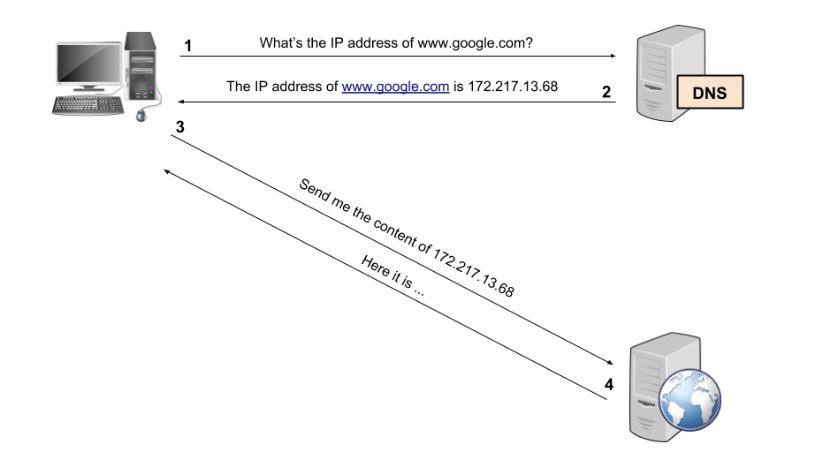 1
What's the IP address of www.google.com?
The IP address of www.google.com is 172.217.13.68
2
DNS
3
Send me the content of 172.217.13.68
Here it is ...
4